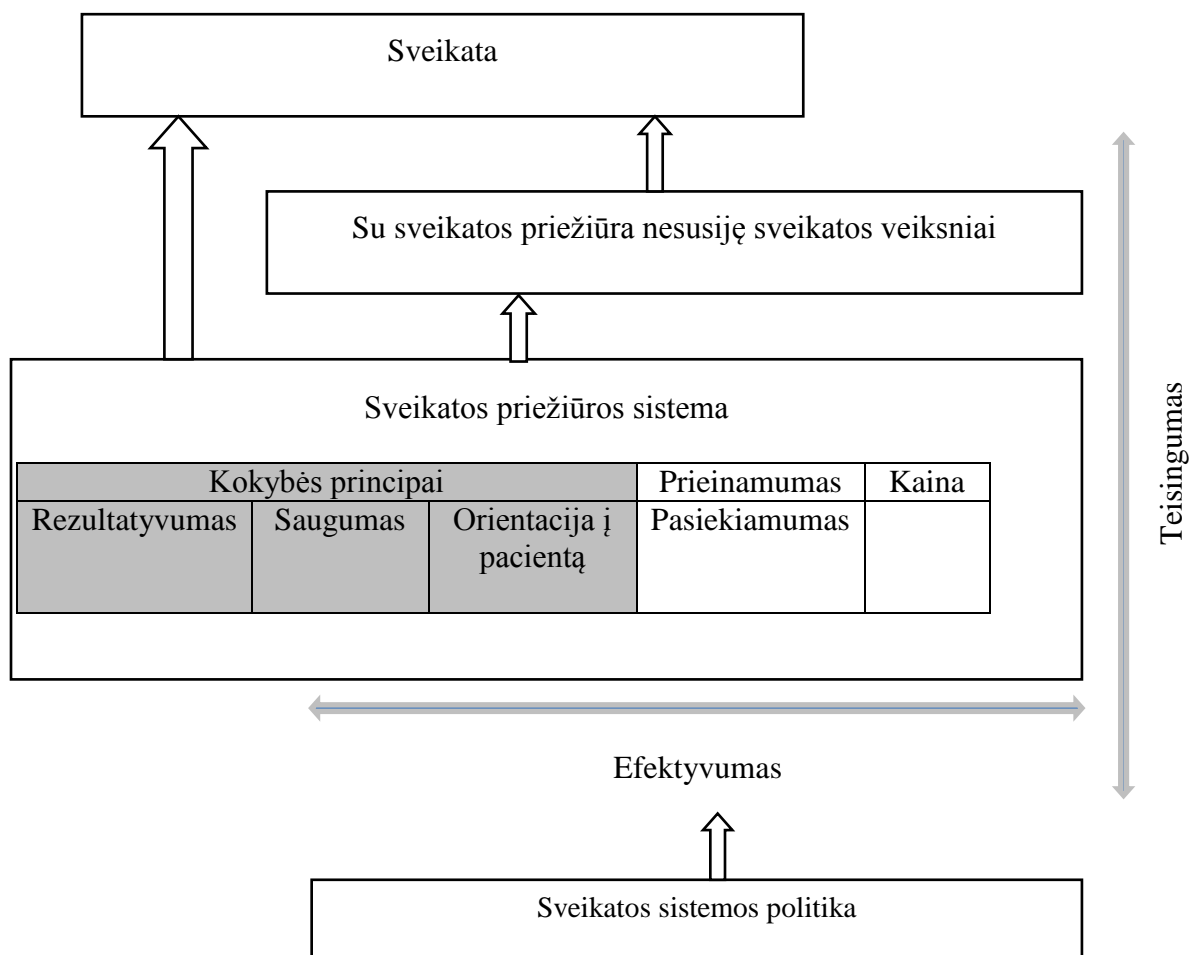 Sveikata
Su sveikatos priežiūra nesusiję sveikatos veiksniai
Sveikatos priežiūros sistema
Kokybės principai
Prieinamumas
Kaina
Rezultatyvumas
Saugumas
Orientacija į
pacientą
Pasiekiamumas
Teisingumas
Efektyvumas
Sveikatos sistemos politika